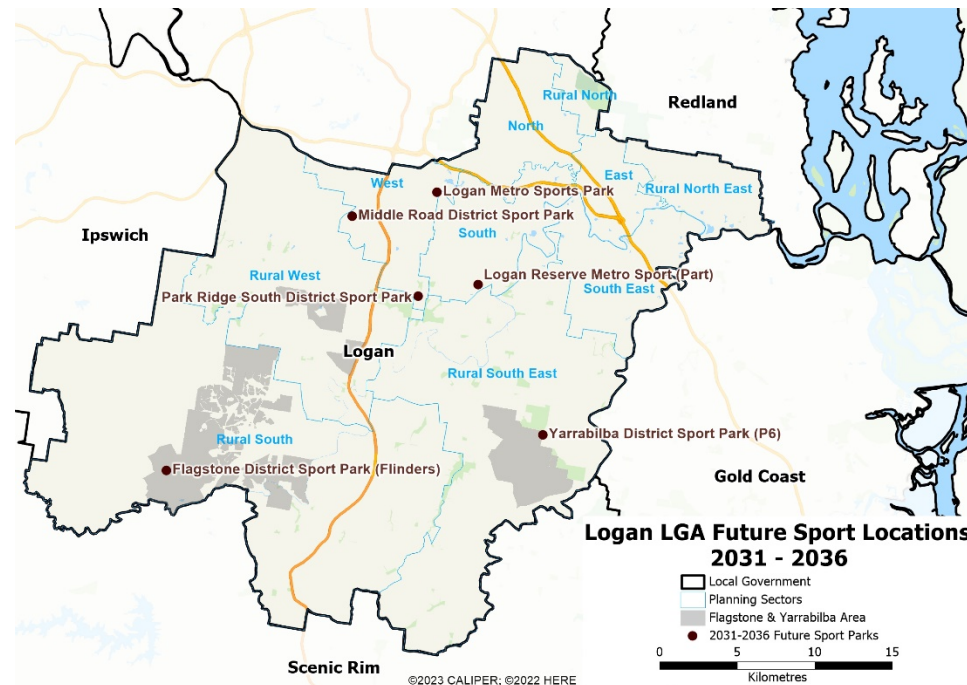 Rural North
Redland
North
East
West
Rural North East
Logan Metro Sports Park
Middle Road District Sport Park
South
Ipswich
Rural West
Logan Reserve Metro Sport (Part)
South East
Park Ridge South District Sport Park
Logan
Rural South East
Yarrabilba District Sport Park (P6)
Rural South
Flagstone District Sport Park (Flinders)
Gold Coast
Logan LGA Future Sport Locations
2031 - 2036
Local Government
Planning Sectors
Flagstone & Yarrabilba Area
2031-2036 Future Sport Parks
0 5 10 15
Kilometres
Scenic Rim
©2023 CALIPER; ©2022 HERE